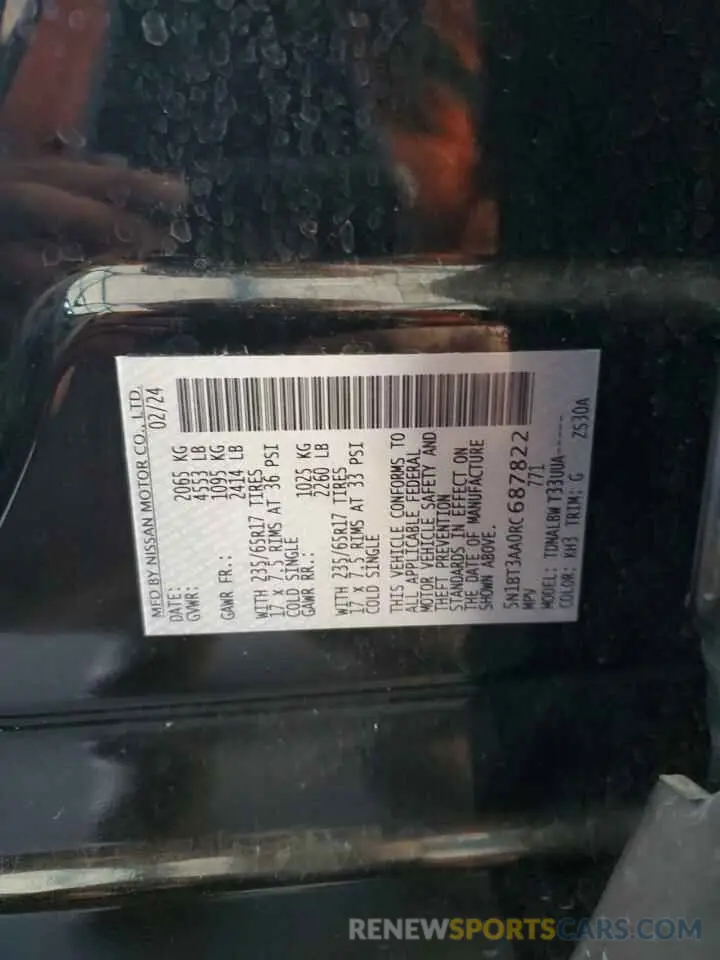 MFD BY NISSAN MOTOR CO., LTD.
DATE: 02/24
GVWR: 2065 KG
4553 LB
GAWR FR.: 1095 KG
2414 LB
WITH 235/65R17 TIRES
17 X 7.5 RIMS AT 36 PSI
COLD SINGLE
GAWR RR.: 1025 KG
2260 LB
WITH 235/65R17 TIRES
17 X 7.5 RIMS AT 33 PSI
COLD SINGLE
THIS VEHICLE CONFORMS TO
ALL APPLICABLE FEDERAL
MOTOR VEHICLE SAFETY AND
THEFT PREVENTION
STANDARDS IN EFFECT ON
THE DATE OF MANUFACTURE
SHOWN ABOVE.
5N1BT3AA0RC687822
MPV 771
MODEL: TDNALBW T33UUA-----
COLOR: KH3 TRIM: G ZS30A
RENEWSPORTSCARS.COM